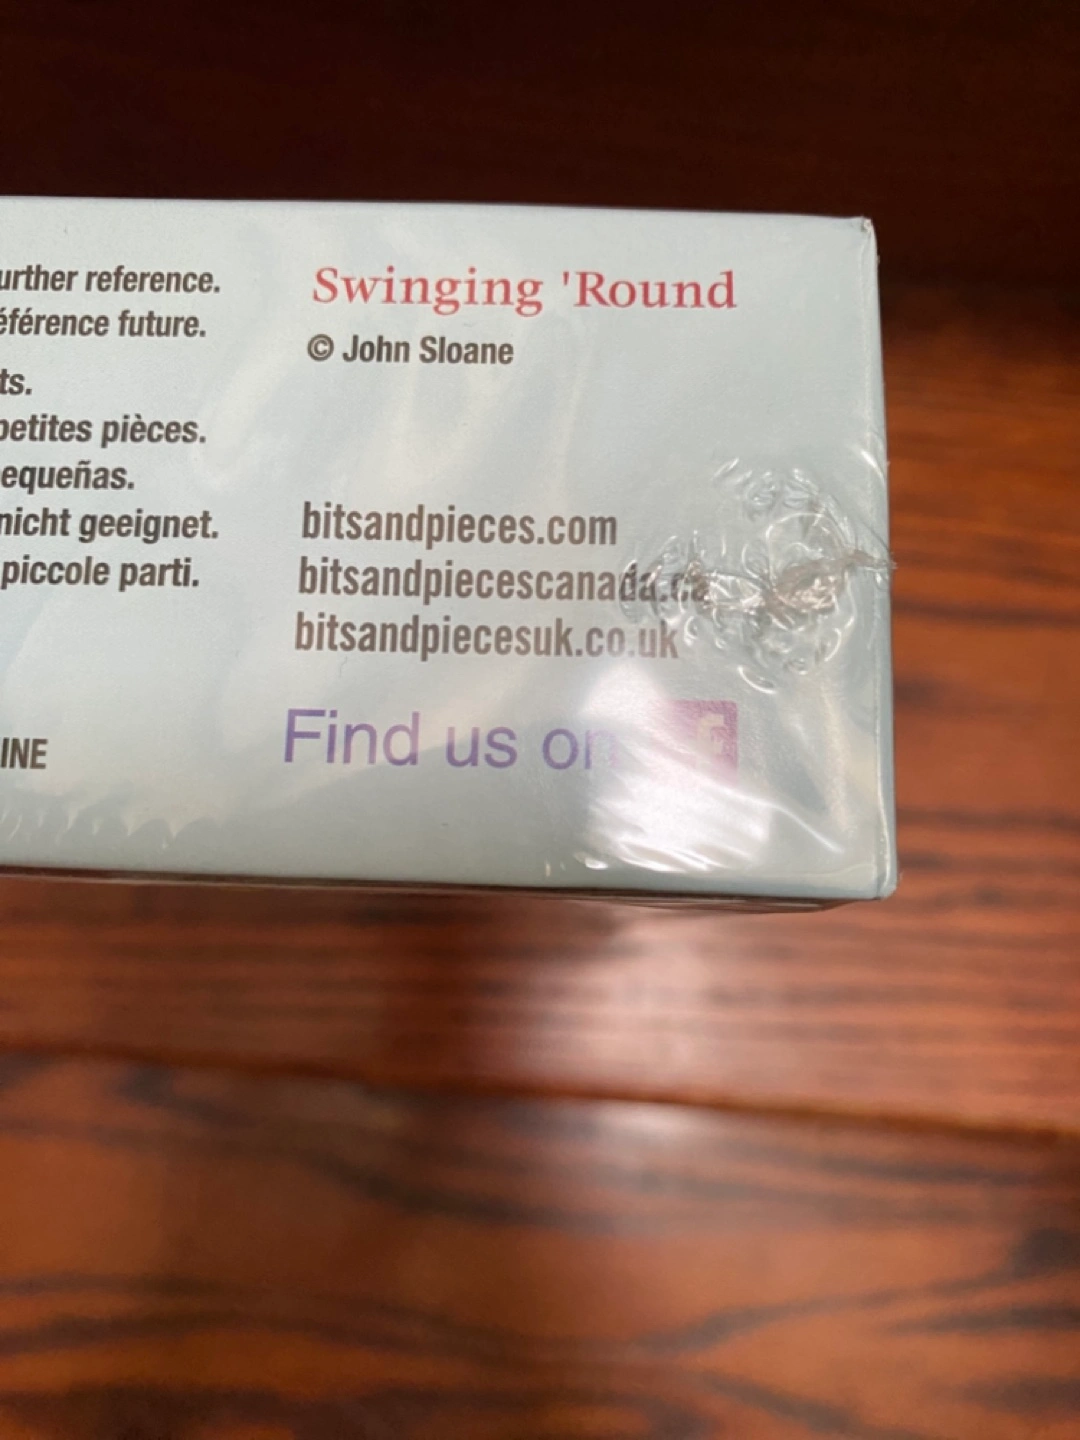 urther reference.
éférence future.
ts.
petites pièces.
equeñas.
nicht geeignet.
piccole parti.
INE
Swinging 'Round
© John Sloane
bitsandpieces.com
bitsandpiecescanada.ca
bitsandpiecesuk.co.uk
Find us on f